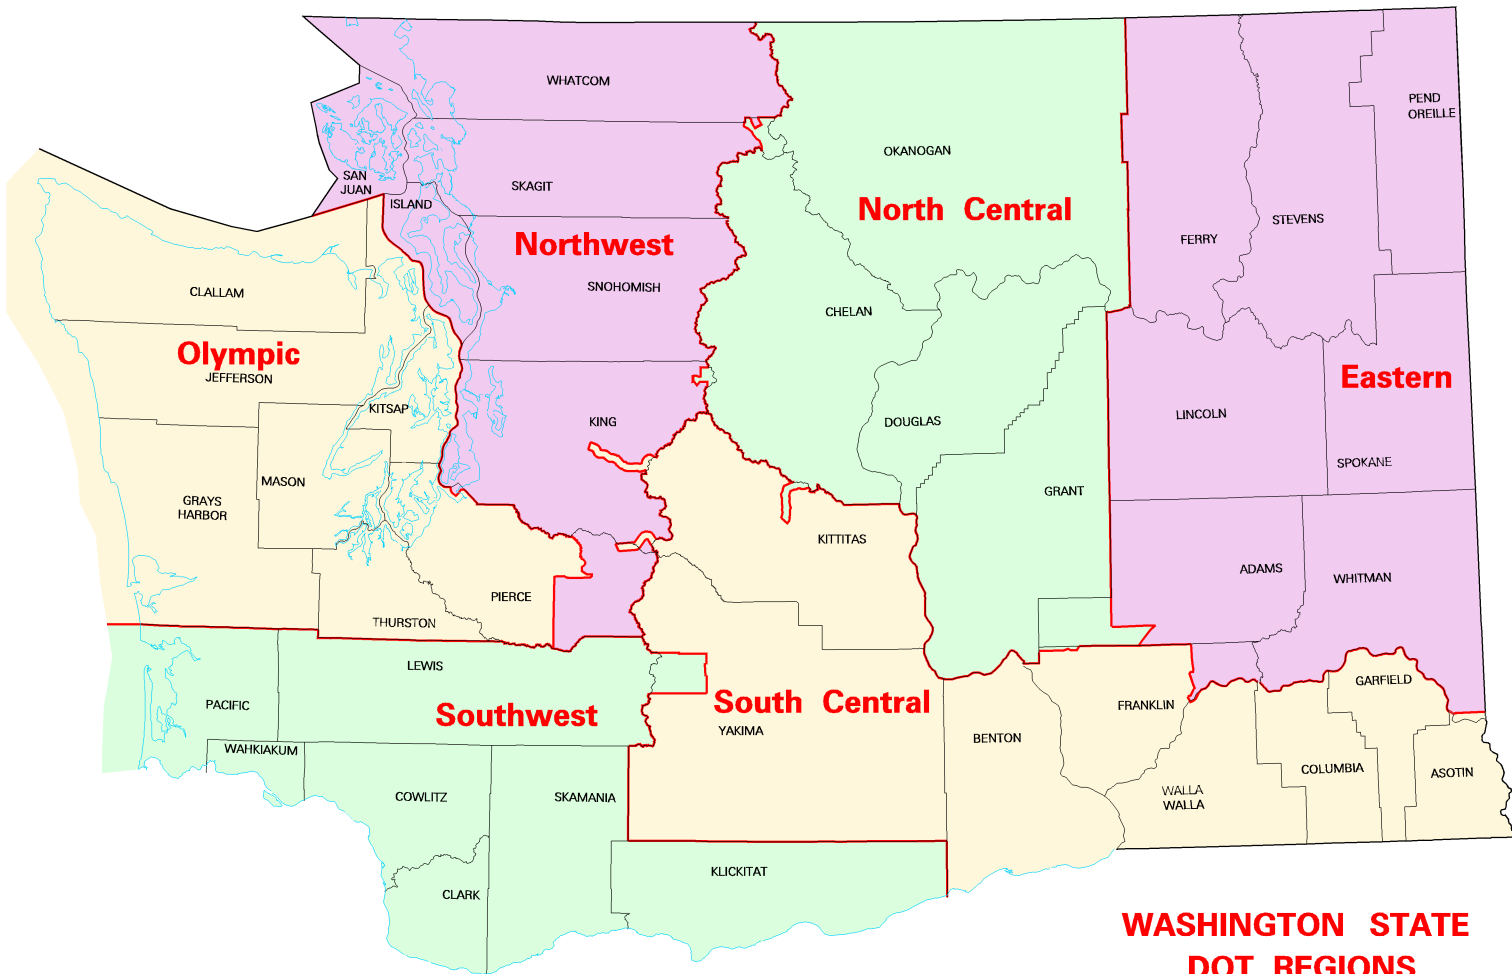 WHATCOM
PEND
OREILLE
OKANOGAN
SAN
JUAN
SKAGIT
ISLAND
North Central
STEVENS
FERRY
Northwest
SNOHOMISH
CLALLAM
CHELAN
Olympic
JEFFERSON
Eastern
KITSAP
LINCOLN
KING
DOUGLAS
SPOKANE
MASON
GRANT
GRAYS
HARBOR
KITTITAS
ADAMS
WHITMAN
PIERCE
THURSTON
LEWIS
GARFIELD
South Central
PACIFIC
Southwest
FRANKLIN
YAKIMA
BENTON
WAHKIAKUM
COLUMBIA
ASOTIN
WALLA
WALLA
COWLITZ
SKAMANIA
KLICKITAT
CLARK
WASHINGTON STATE
DOT REGIONS